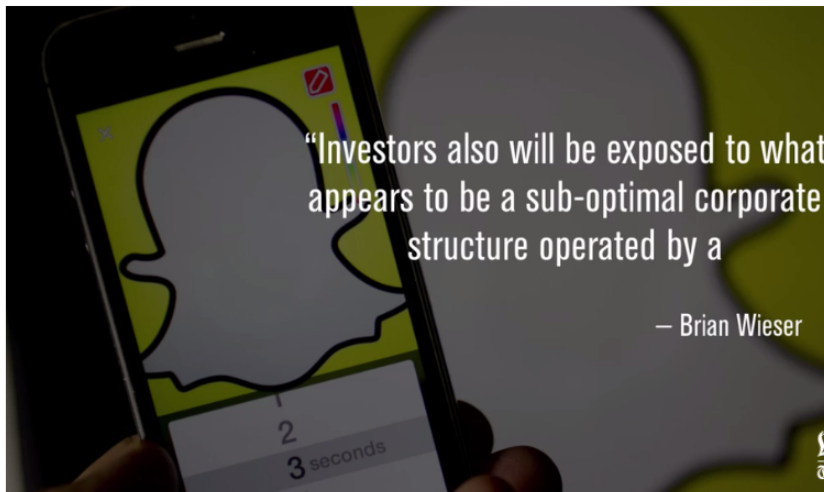 “Investors also will be exposed to what
appears to be a sub-optimal corporate
structure operated by a
– Brian Wieser
2
3 seconds